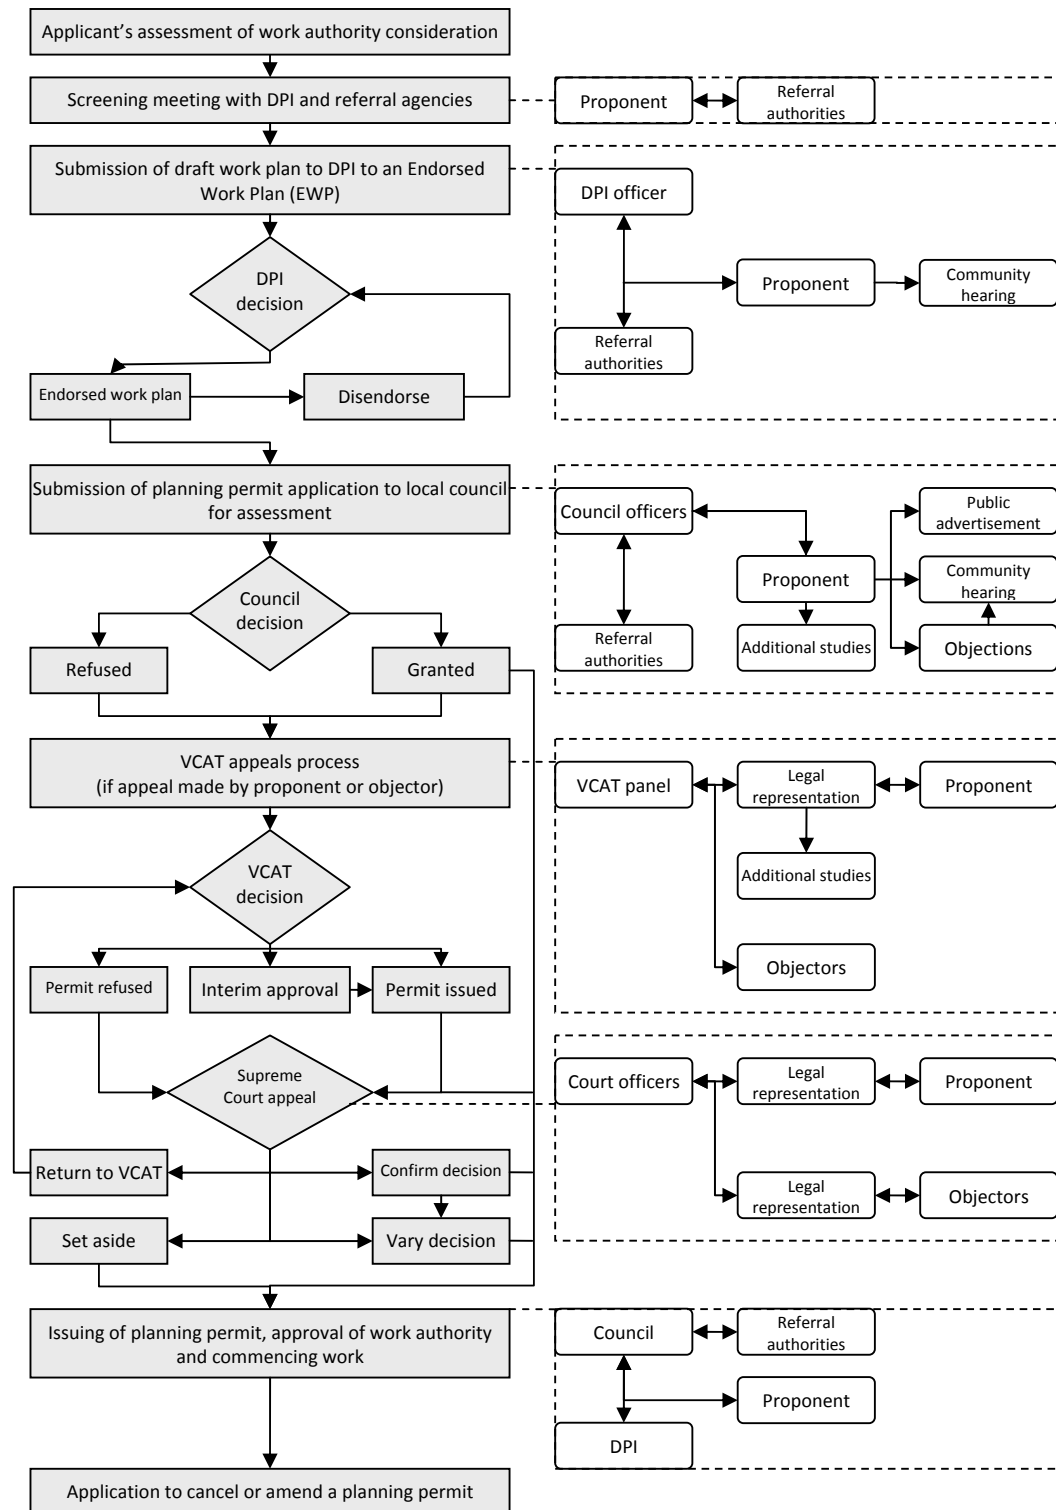 Applicant’s assessment of work authority consideration
Screening meeting with DPI and referral agencies
Proponent
Referral
authorities
Submission of draft work plan to DPI to an Endorsed
Work Plan (EWP)
DPI officer
DPI
decision
Proponent
Community
hearing
Referral
authorities
Endorsed work plan
Disendorse
Submission of planning permit application to local council
for assessment
Council officers
Public
advertisement
Proponent
Community
hearing
Council
decision
Referral
authorities
Additional studies
Objections
Refused
Granted
VCAT appeals process
(if appeal made by proponent or objector)
VCAT panel
Legal
representation
Proponent
VCAT
decision
Additional studies
Objectors
Permit refused
Interim approval
Permit issued
Supreme
Court appeal
Court officers
Legal
representation
Proponent
Return to VCAT
Confirm decision
Legal
representation
Objectors
Set aside
Vary decision
Issuing of planning permit, approval of work authority
and commencing work
Council
Referral
authorities
Proponent
DPI
Application to cancel or amend a planning permit